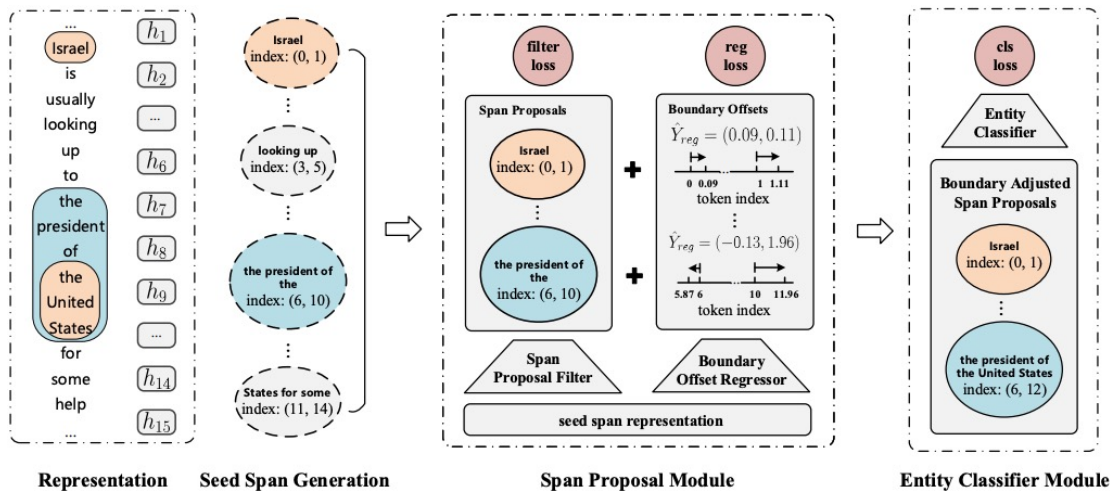 ...
Israel
is
usually
looking
up
to
the
president
of
the
United
States
for
some
help
...
h₁
h₂
...
h₆
h₇
h₈
h₉
...
h₁₄
h₁₅
Representation
Israel
index: (0, 1)
looking up
index: (3, 5)
the president of
the
index: (6, 10)
States for some
index: (11, 14)
Seed Span Generation
filter
loss
reg
loss
Span Proposals
Israel
index: (0, 1)
the president of
the
index: (6, 10)
+
+
Boundary Offsets
Ŷ_reg = (0.09, 0.11)
0 0.09 ... 1 1.11
token index
Ŷ_reg = (−0.13, 1.96)
5.87 6 ... 10 11.96
token index
Span
Proposal Filter
Boundary
Offset Regressor
seed span representation
Span Proposal Module
cls
loss
Entity
Classifier
Boundary Adjusted
Span Proposals
Israel
index: (0, 1)
the president of
the United States
index: (6, 12)
Entity Classifier Module